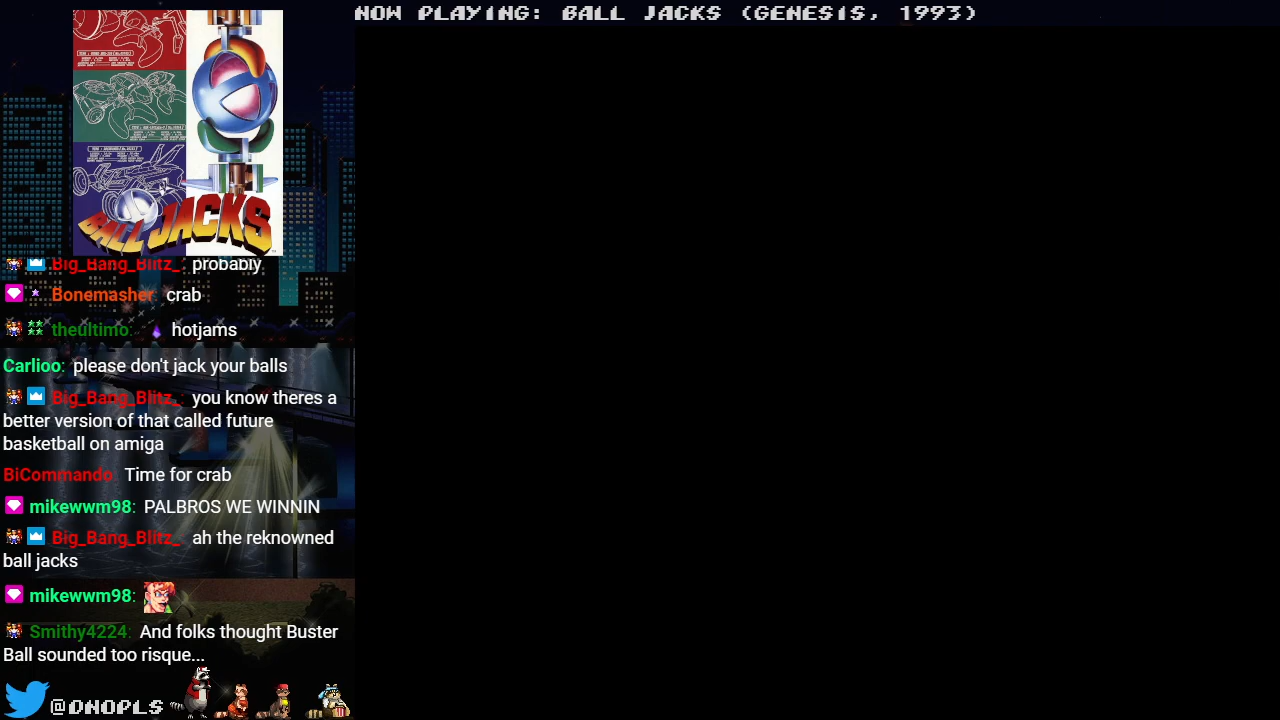 NOW PLAYING: BALL JACKS (GENESIS, 1993)
BALL JACKS
Big_Bang_Blitz_: probably
Bonemasher: crab
theultimo: hotjams
Carlioo: please don't jack your balls
Big_Bang_Blitz_: you know theres a
better version of that called future
basketball on amiga
BiCommando: Time for crab
mikewwm98: PALBROS WE WINNIN
Big_Bang_Blitz_: ah the reknowned
ball jacks
mikewwm98:
Smithy4224: And folks thought Buster
Ball sounded too risque...
@DNOPLS